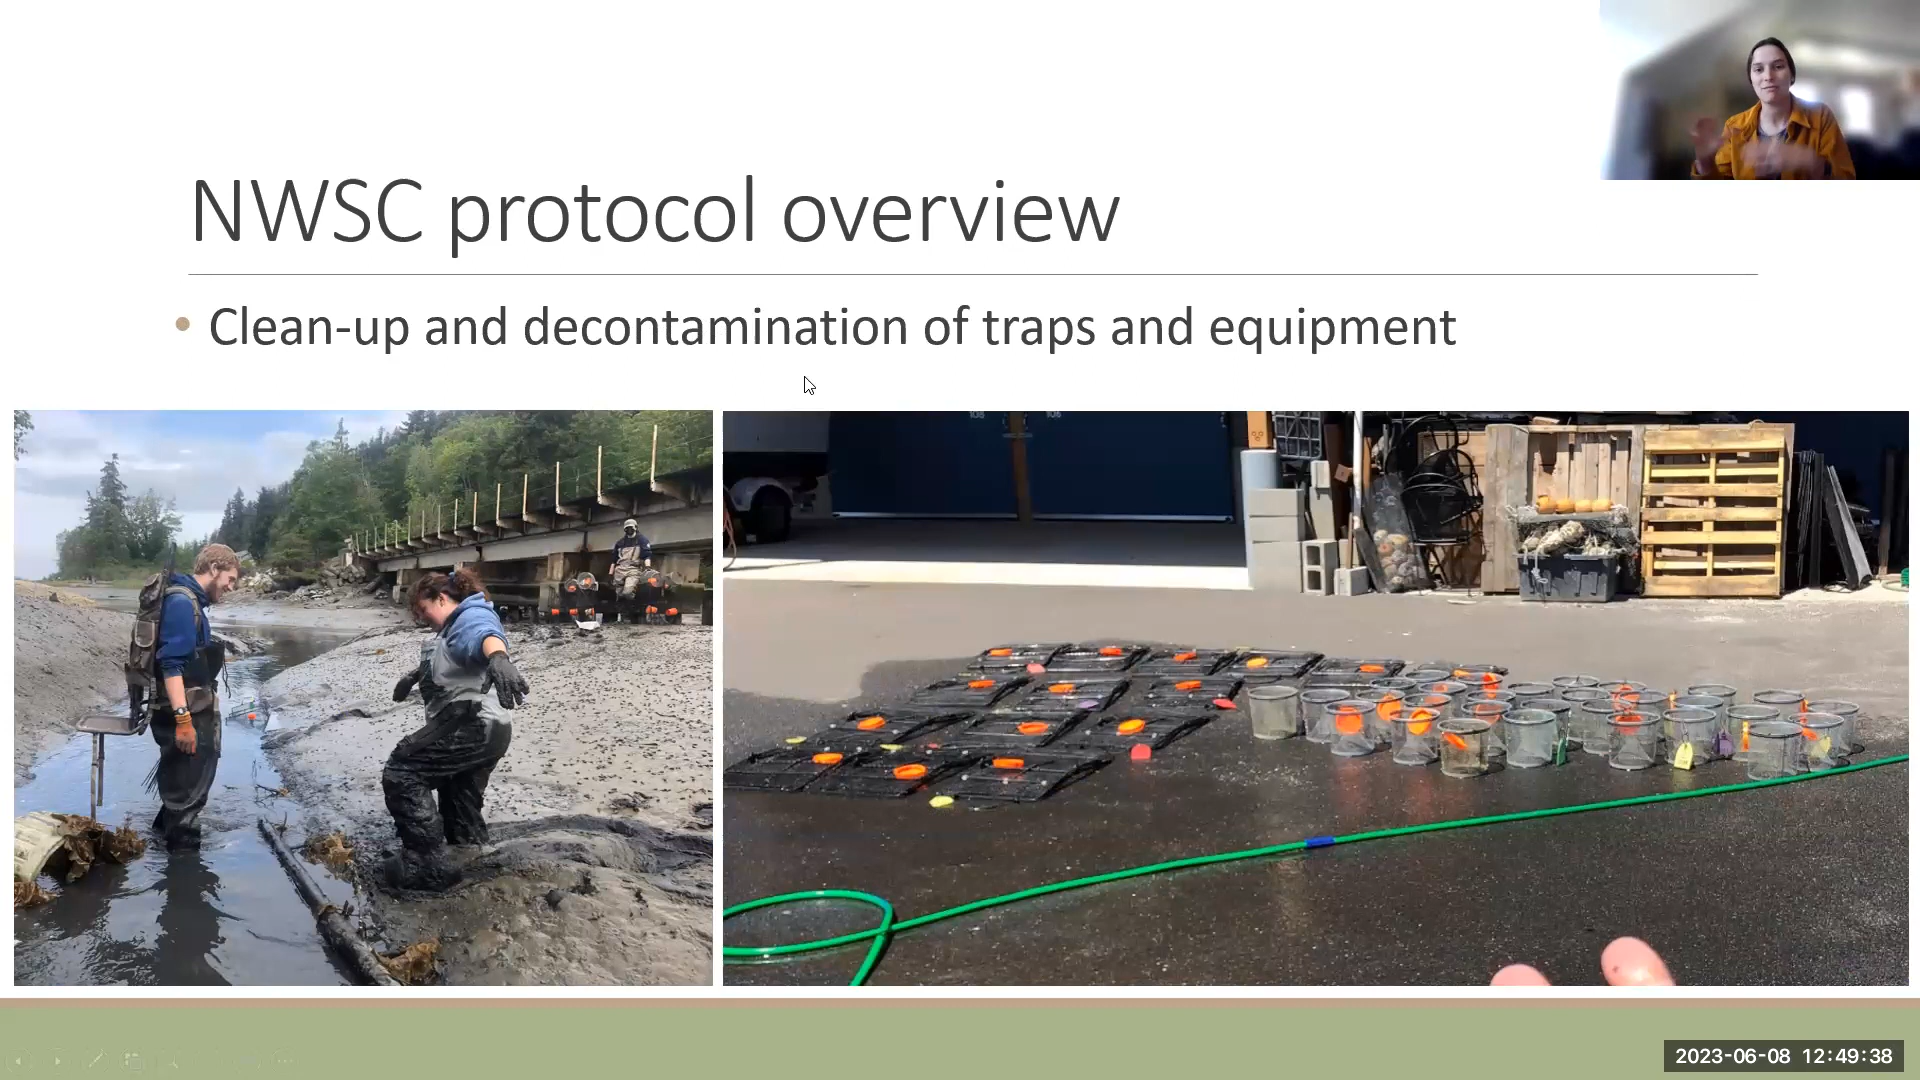 NWSC protocol overview
• Clean-up and decontamination of traps and equipment
2023-06-08 12:49:38